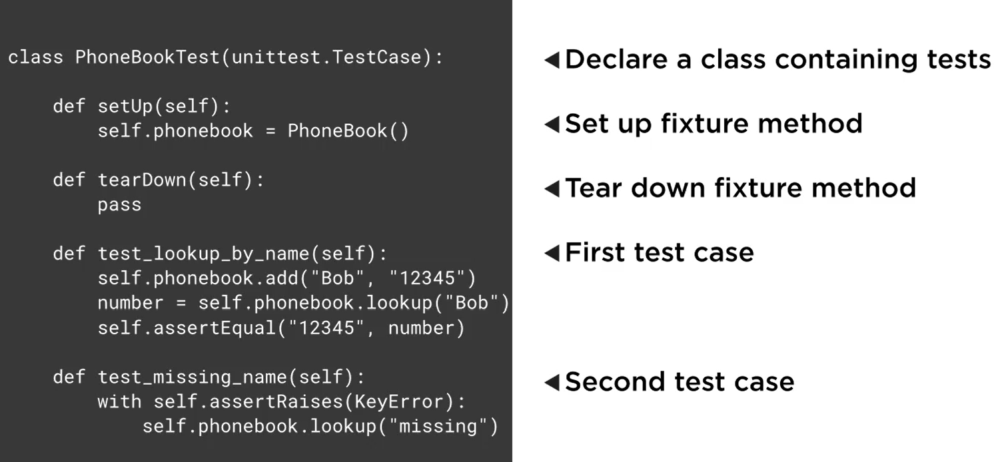 class PhoneBookTest(unittest.TestCase):
    def setUp(self):
        self.phonebook = PhoneBook()
    def tearDown(self):
        pass
    def test_lookup_by_name(self):
        self.phonebook.add("Bob", "12345")
        number = self.phonebook.lookup("Bob")
        self.assertEqual("12345", number)
    def test_missing_name(self):
        with self.assertRaises(KeyError):
            self.phonebook.lookup("missing")
Declare a class containing tests
Set up fixture method
Tear down fixture method
First test case
Second test case